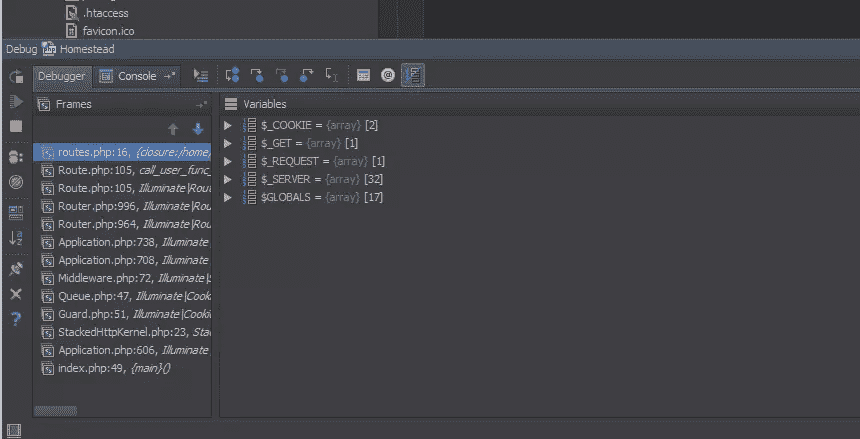 .htaccess
favicon.ico
Debug Homestead
Debugger Console
Frames
Variables
routes.php:16, {closure:/home/
Route.php:105, call_user_func_
Route.php:105, Illuminate\Rout
Router.php:996, Illuminate\Rou
Router.php:964, Illuminate\Rou
Application.php:738, Illuminate
Application.php:708, Illuminate
Middleware.php:72, Illuminate\S
Queue.php:47, Illuminate\Cooki
Guard.php:51, Illuminate\Cookie
StackedHttpKernel.php:23, Stac
Application.php:606, Illuminate
index.php:49, {main}()
$_COOKIE = {array} [2]
$_GET = {array} [1]
$_REQUEST = {array} [1]
$_SERVER = {array} [32]
$GLOBALS = {array} [17]